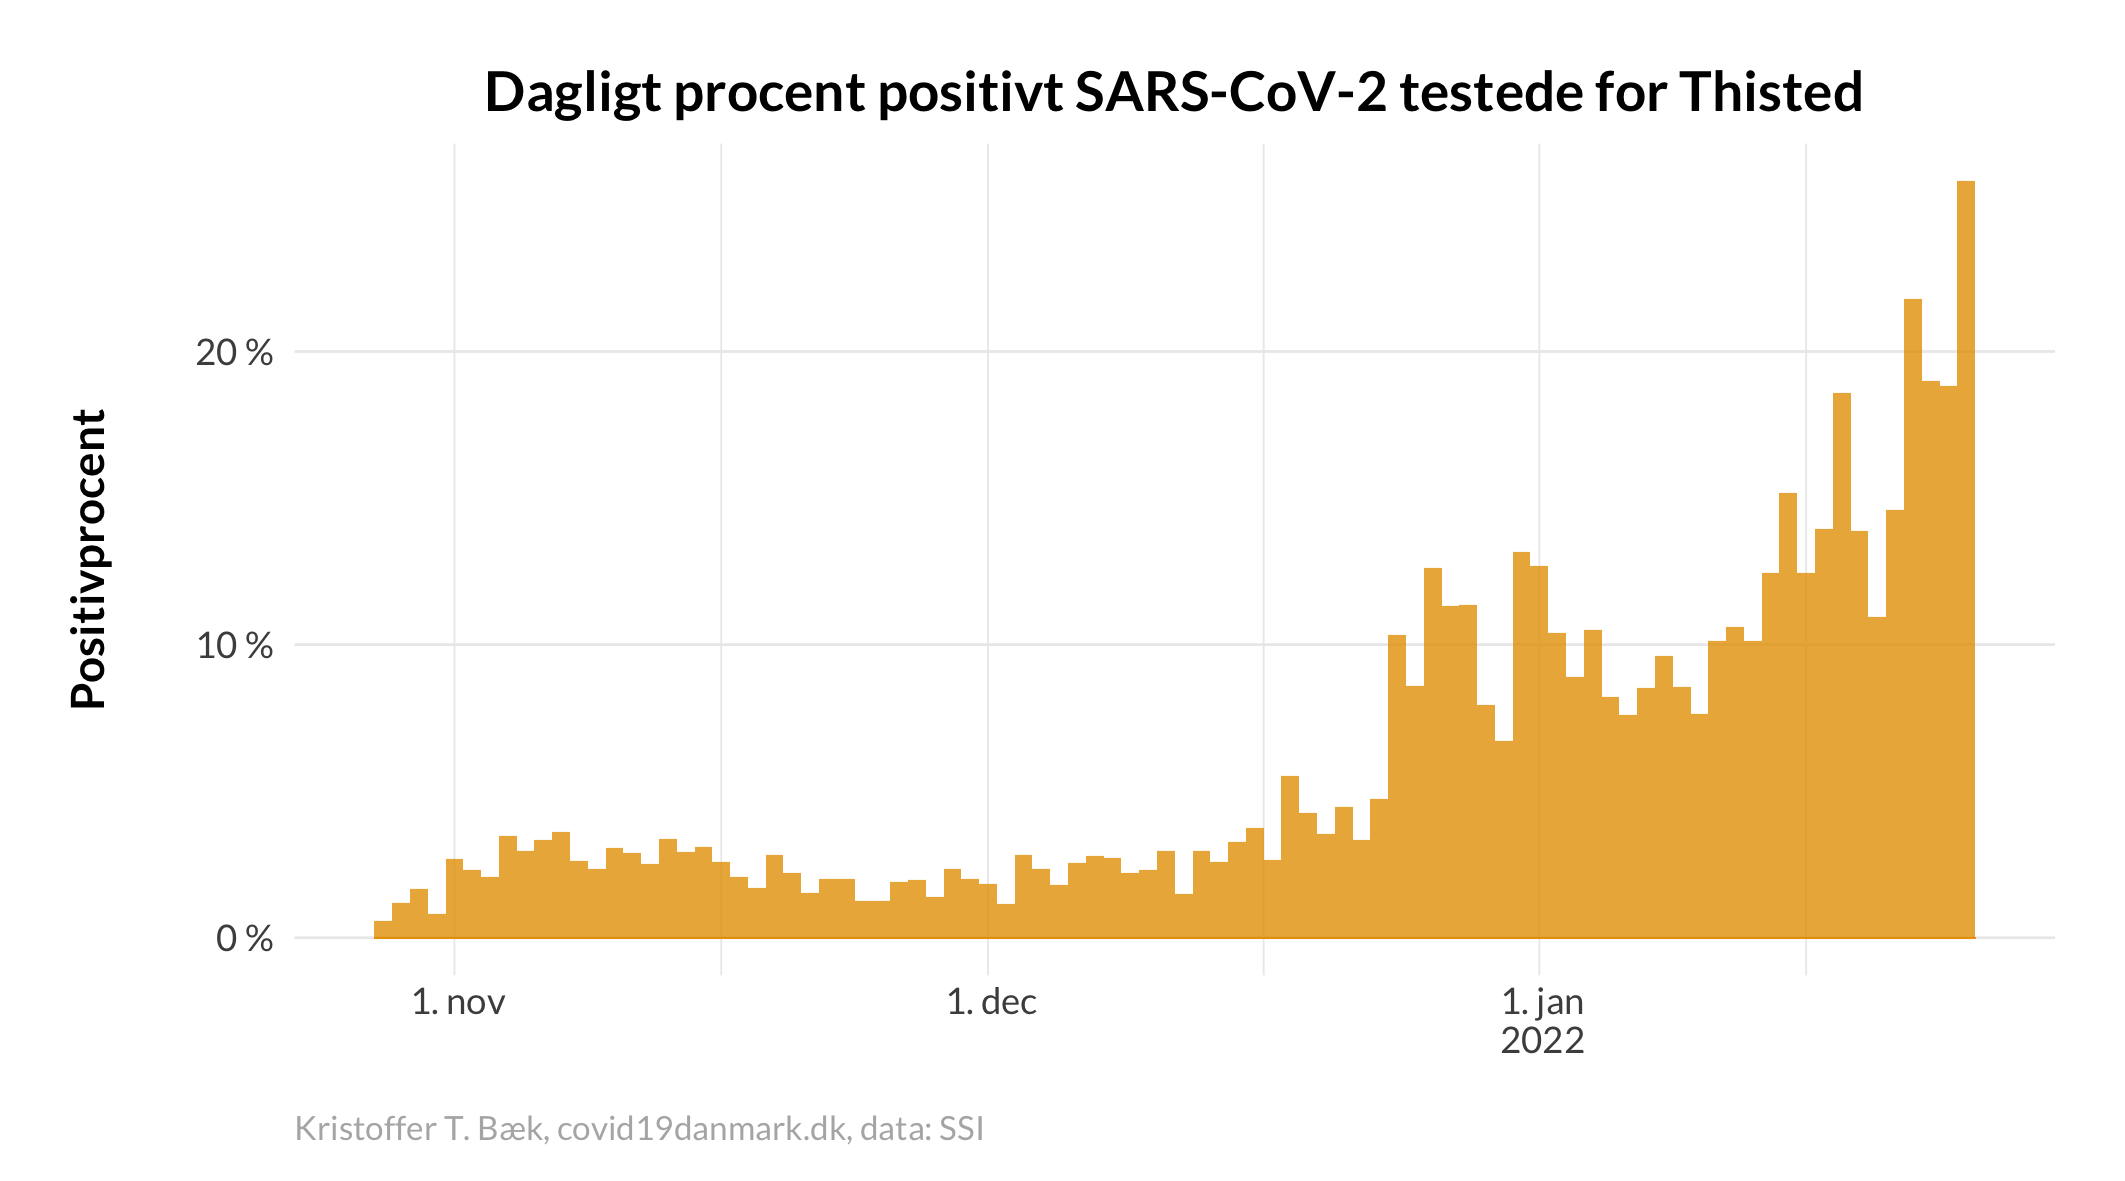 Dagligt procent positivt SARS-CoV-2 testede for Thisted
Positivprocent
20 %
10 %
0 %
1. nov
1. dec
1. jan
2022
Kristoffer T. Bæk, covid19danmark.dk, data: SSI